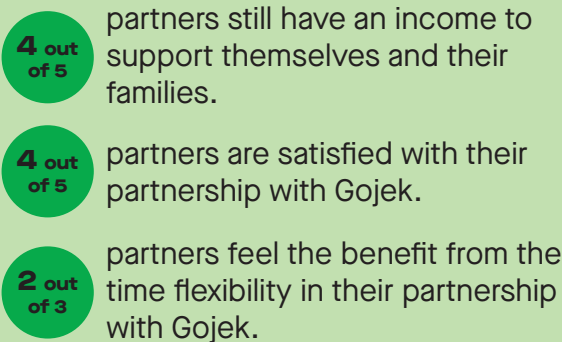 4 out
of 5
partners still have an income to
support themselves and their
families.
4 out
of 5
partners are satisfied with their
partnership with Gojek.
2 out
of 3
partners feel the benefit from the
time flexibility in their partnership
with Gojek.